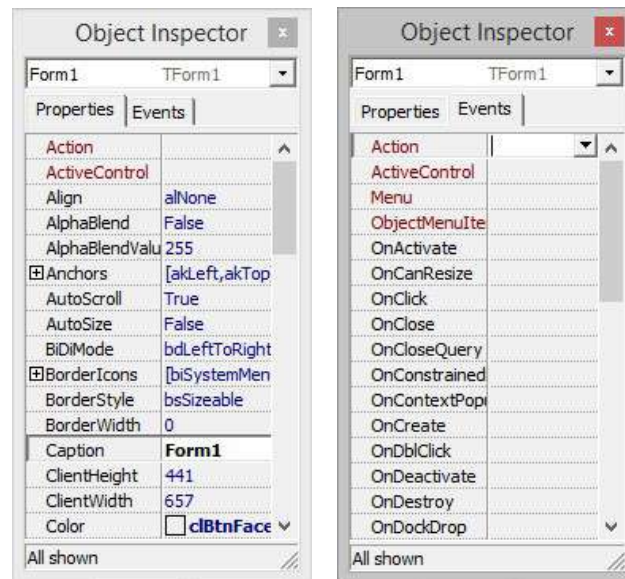 Object Inspector x
Form1 TForm1
Properties Events
Action
ActiveControl
Align alNone
AlphaBlend False
AlphaBlendValu 255
Anchors [akLeft,akTop
AutoScroll True
AutoSize False
BiDiMode bdLeftToRight
BorderIcons [biSystemMen
BorderStyle bsSizeable
BorderWidth 0
Caption Form1
ClientHeight 441
ClientWidth 657
Color clBtnFace
All shown
Object Inspector x
Form1 TForm1
Properties Events
Action
ActiveControl
Menu
ObjectMenuIte
OnActivate
OnCanResize
OnClick
OnClose
OnCloseQuery
OnConstrained
OnContextPopu
OnCreate
OnDblClick
OnDeactivate
OnDestroy
OnDockDrop
All shown